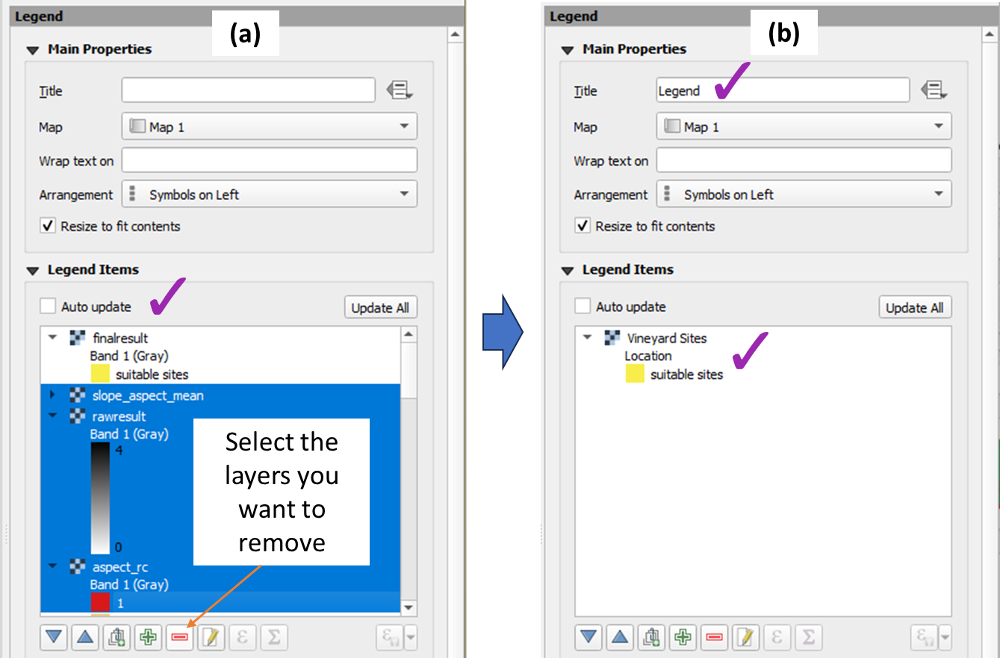 Legend
(a)
Main Properties
Title
Map
Map 1
Wrap text on
Arrangement
Symbols on Left
Resize to fit contents
Legend Items
Auto update
Update All
finalresult
Band 1 (Gray)
suitable sites
slope_aspect_mean
rawresult
Band 1 (Gray)
4
0
aspect_rc
Band 1 (Gray)
1
Select the
layers you
want to
remove
ε
Σ
ε
Legend
(b)
Main Properties
Title
Legend
Map
Map 1
Wrap text on
Arrangement
Symbols on Left
Resize to fit contents
Legend Items
Auto update
Update All
Vineyard Sites
Location
suitable sites
ε
Σ
ε